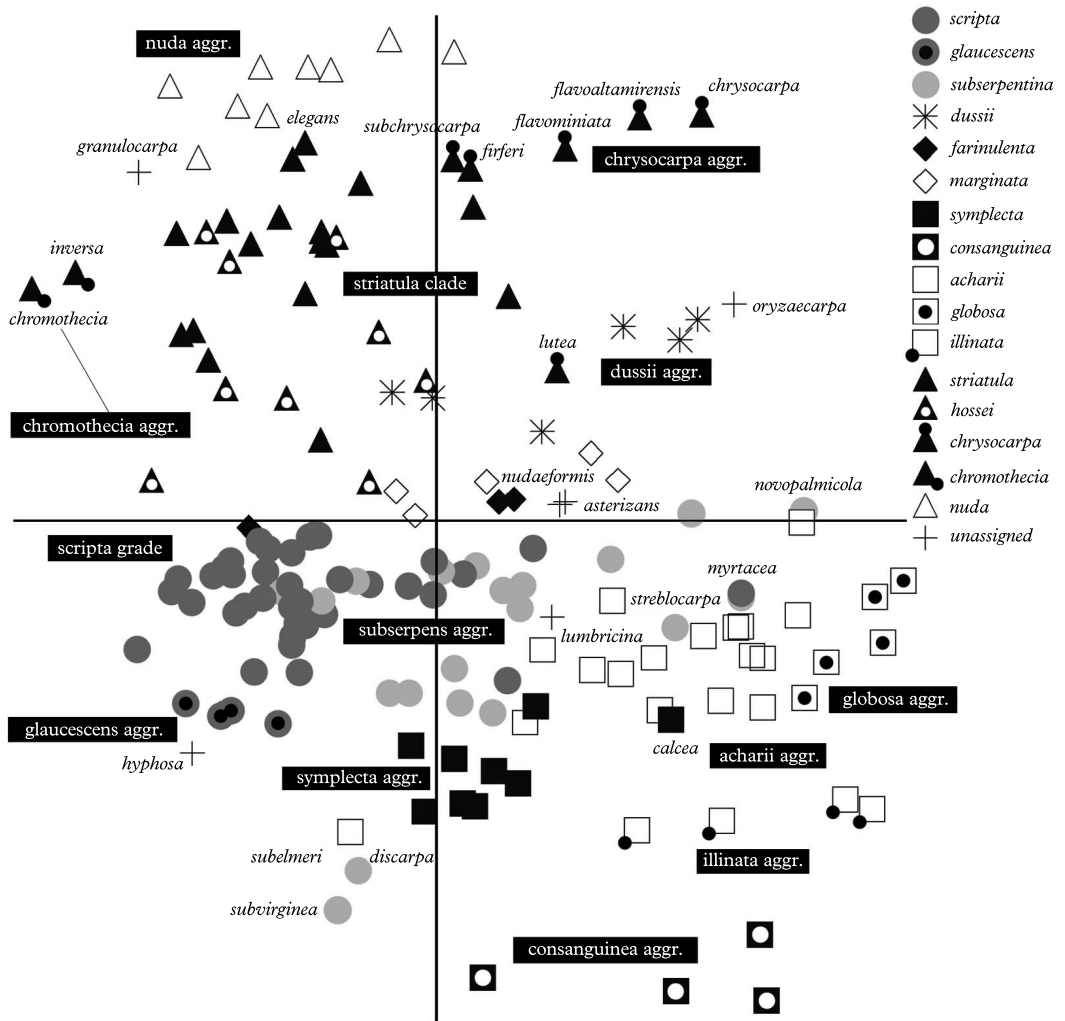 nuda aggr.
elegans
granulocarpa
subchrysocarpa
flavoaltamirensis
chrysocarpa
flavominiata
firferi
chrysocarpa aggr.
inversa
striatula clade
chromothecia
oryzaecarpa
lutea
dussii aggr.
chromothecia aggr.
nudaeformis
asterizans
novopalmicola
scripta grade
myrtacea
streblocarpa
subserpens aggr.
lumbricina
globosa aggr.
glaucescens aggr.
hyphosa
calcea
acharii aggr.
symplecta aggr.
subelmeri
discarpa
illinata aggr.
subvirginea
consanguinea aggr.
scripta
glaucescens
subserpentina
dussii
farinulenta
marginata
symplecta
consanguinea
acharii
globosa
illinata
striatula
hossei
chrysocarpa
chromothecia
nuda
unassigned